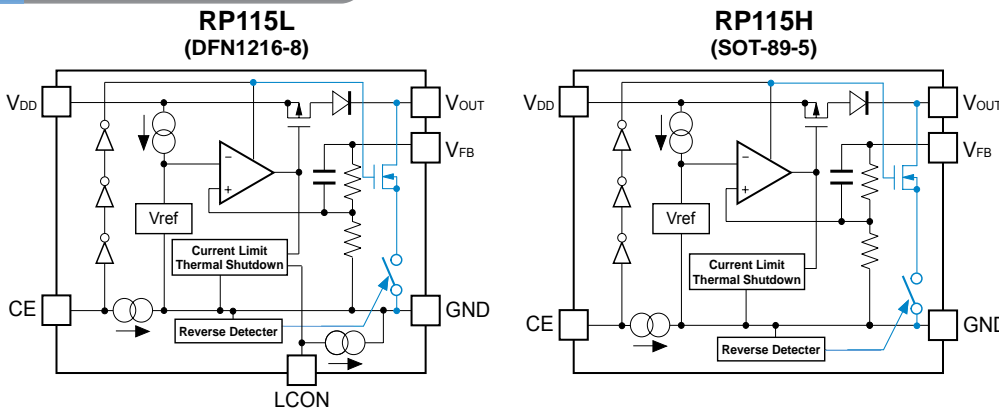 RP115L
(DFN1216-8)
VDD
VOUT
VFB
−
+
Vref
Current Limit
Thermal Shutdown
CE
GND
Reverse Detecter
LCON
RP115H
(SOT-89-5)
VDD
VOUT
VFB
−
+
Vref
Current Limit
Thermal Shutdown
CE
GND
Reverse Detecter